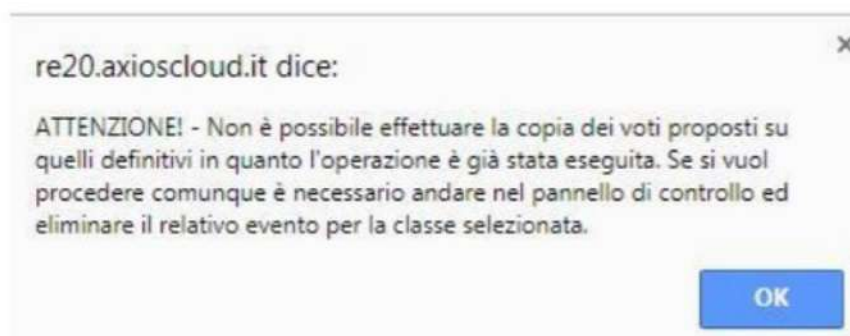 re20.axioscloud.it dice:
ATTENZIONE! - Non è possibile effettuare la copia dei voti proposti su
quelli definitivi in quanto l'operazione è già stata eseguita. Se si vuol
procedere comunque è necessario andare nel pannello di controllo ed
eliminare il relativo evento per la classe selezionata.
OK